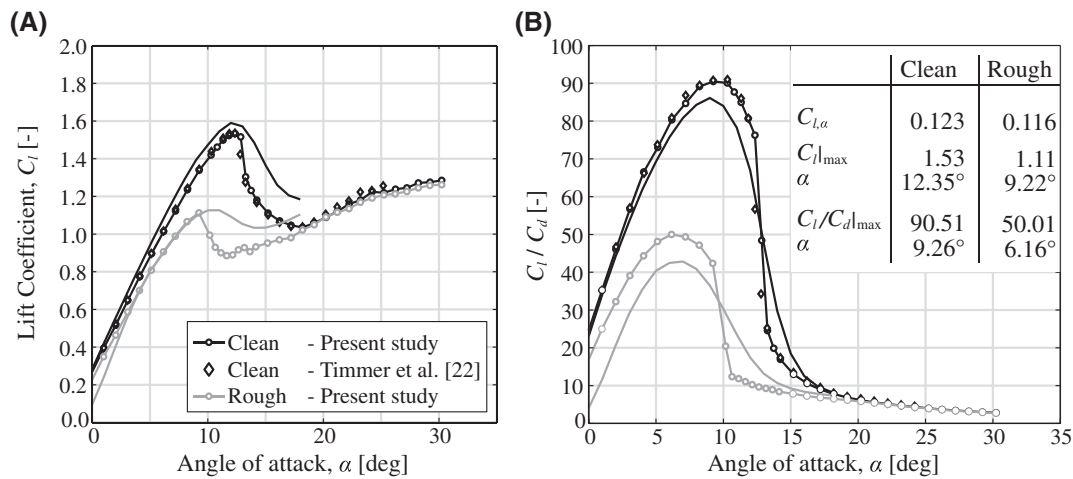 (A)
2.0
1.8
1.6
1.4
1.2
1.0
0.8
0.6
0.4
0.2
0.0
Lift Coefficient, C_l [-]
Clean - Present study
Clean - Timmer et al. [22]
Rough - Present study
0 10 20 30
Angle of attack, α [deg]
(B)
100
90
80
70
60
50
40
30
20
10
0
C_l / C_d [-]
Clean Rough
C_l,α 0.123 0.116
C_l|max 1.53 1.11
α 12.35° 9.22°
C_l/C_d|max 90.51 50.01
α 9.26° 6.16°
0 5 10 15 20 25 30 35
Angle of attack, α [deg]